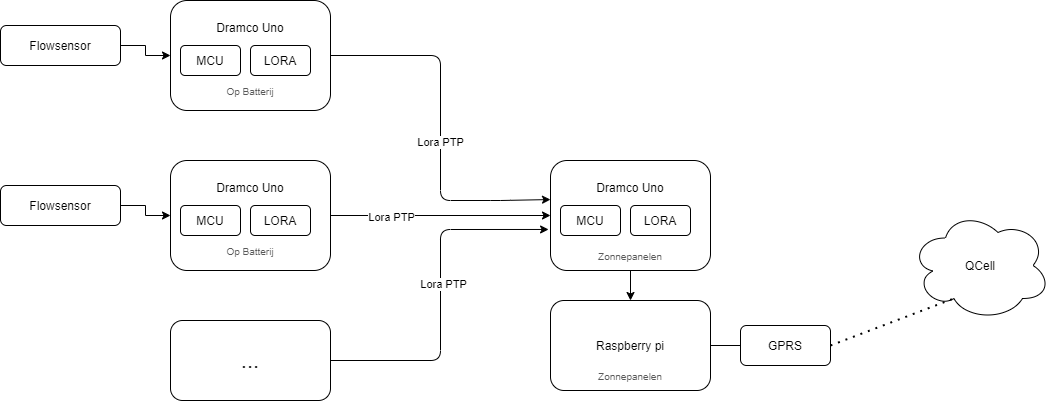 Flowsensor
Dramco Uno
MCU
LORA
Op Batterij
Lora PTP
Flowsensor
Dramco Uno
MCU
LORA
Op Batterij
Lora PTP
Dramco Uno
MCU
LORA
Zonnepanelen
Lora PTP
QCell
...
Raspberry pi
Zonnepanelen
GPRS